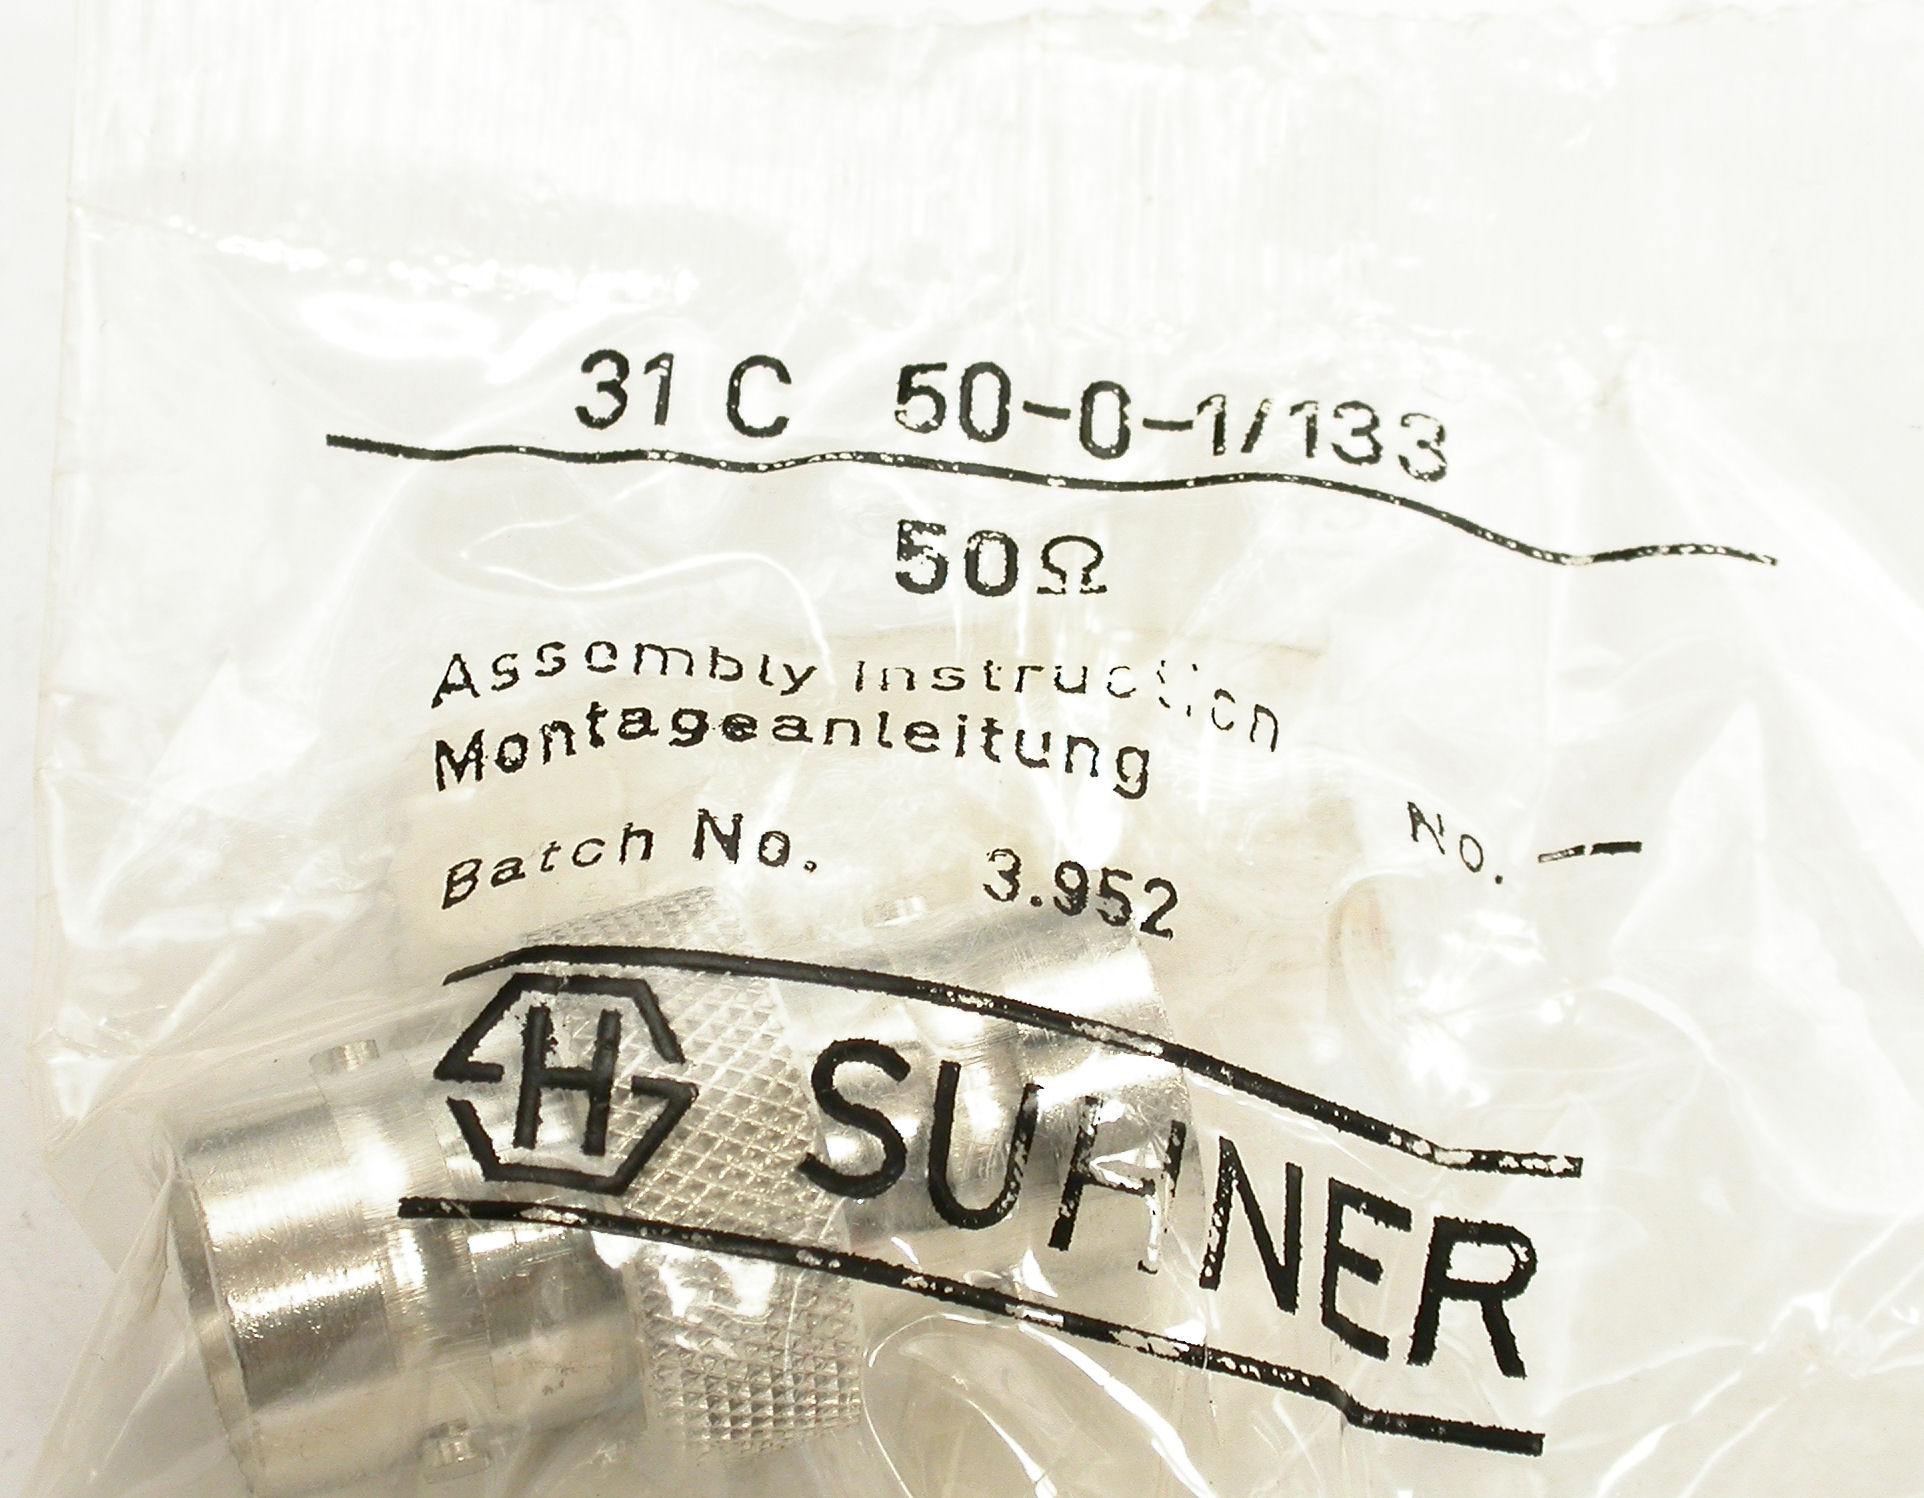 31 C 50-0-1/133
50Ω
Assembly instruction
Montageanleitung No. —
Batch No. 3.952
H SUHNER